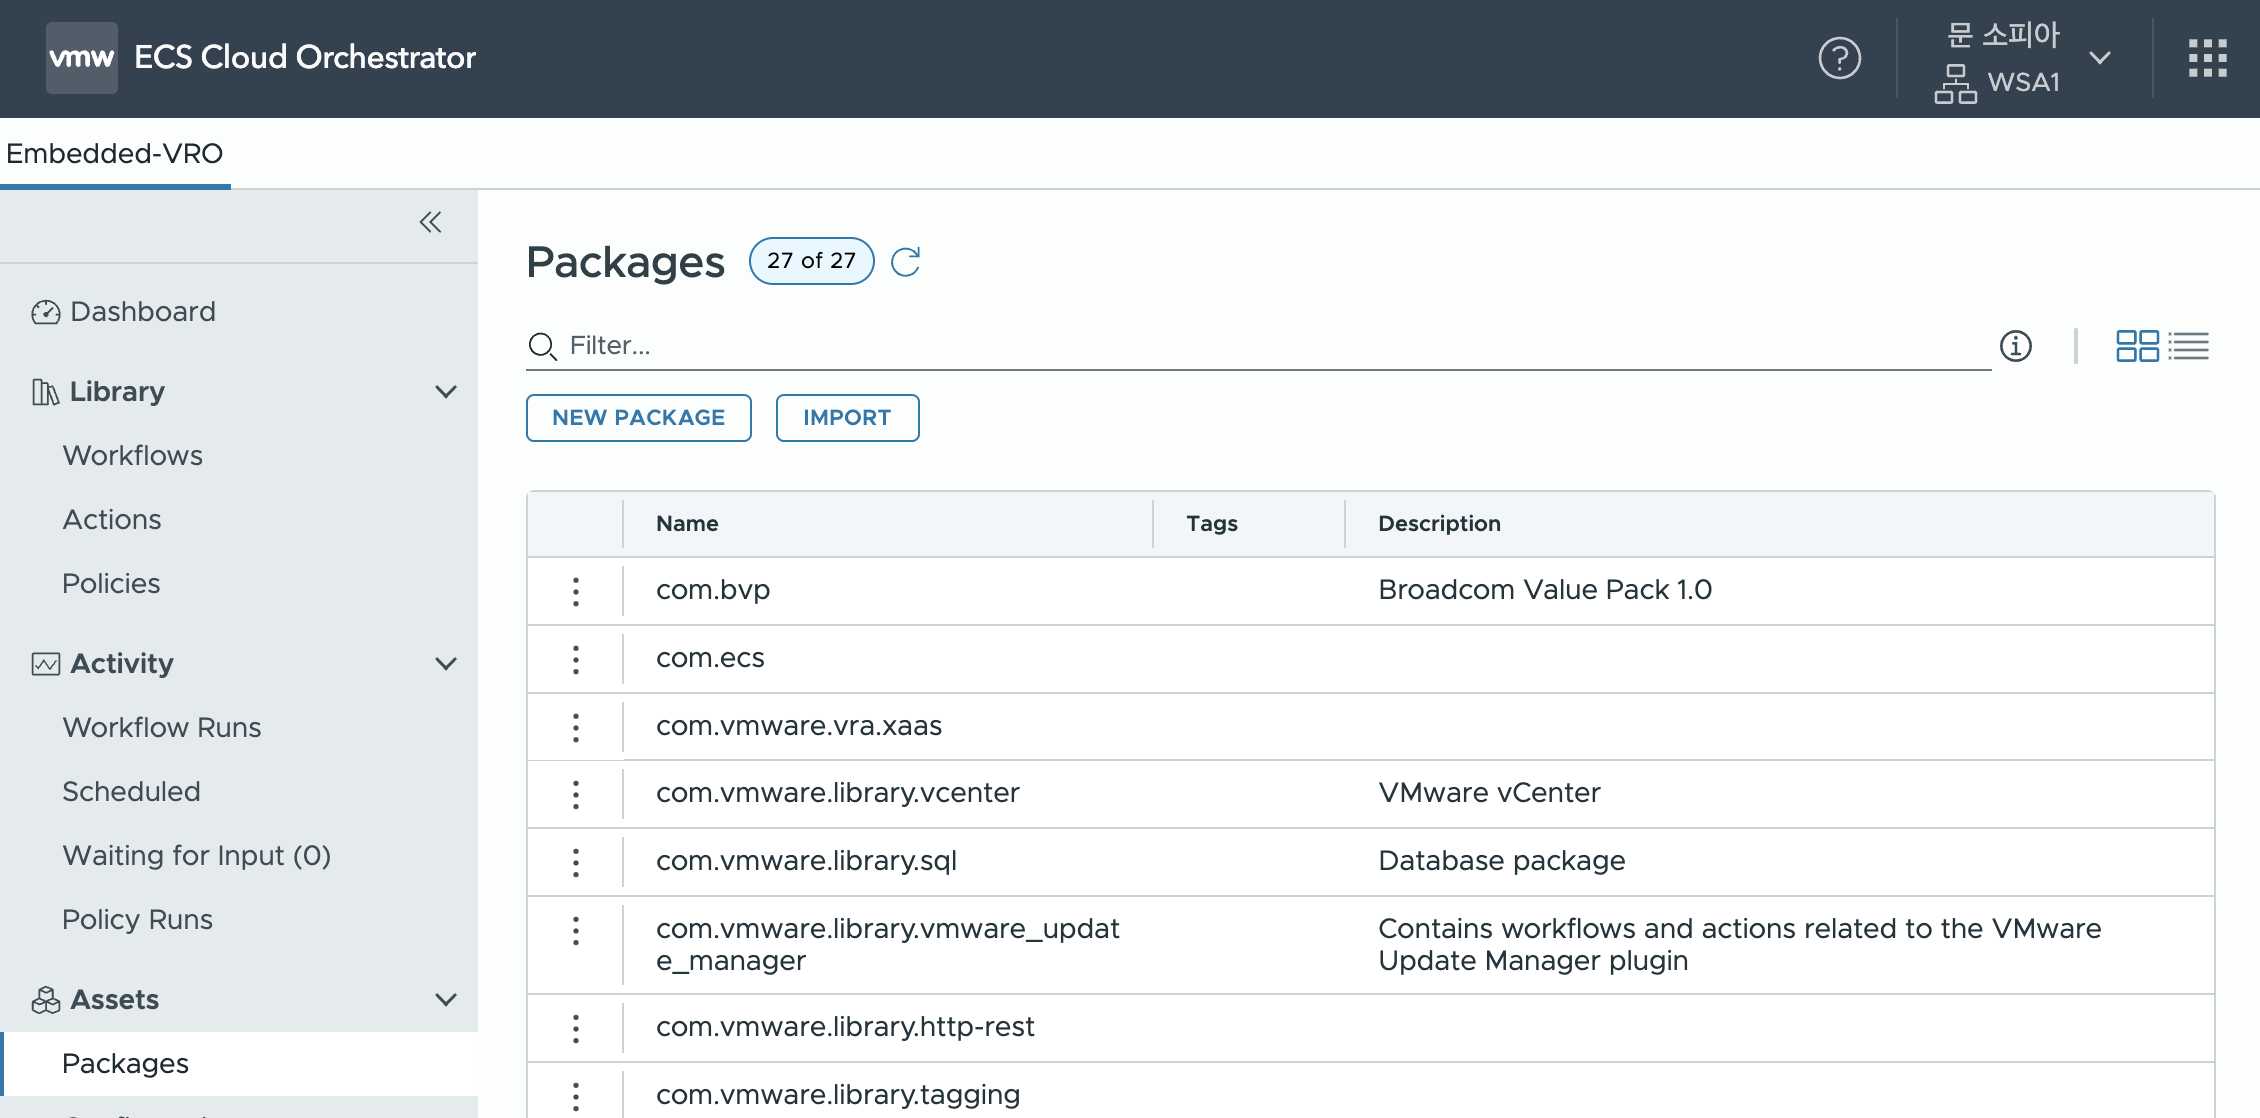 vmw ECS Cloud Orchestrator
문 소피아
WSA1
Embedded-VRO
Dashboard
Library
Workflows
Actions
Policies
Activity
Workflow Runs
Scheduled
Waiting for Input (0)
Policy Runs
Assets
Packages
Packages 27 of 27
Filter...
NEW PACKAGE IMPORT
Name Tags Description
com.bvp Broadcom Value Pack 1.0
com.ecs
com.vmware.vra.xaas
com.vmware.library.vcenter VMware vCenter
com.vmware.library.sql Database package
com.vmware.library.vmware_updat
e_manager
Contains workflows and actions related to the VMware
Update Manager plugin
com.vmware.library.http-rest
com.vmware.library.tagging